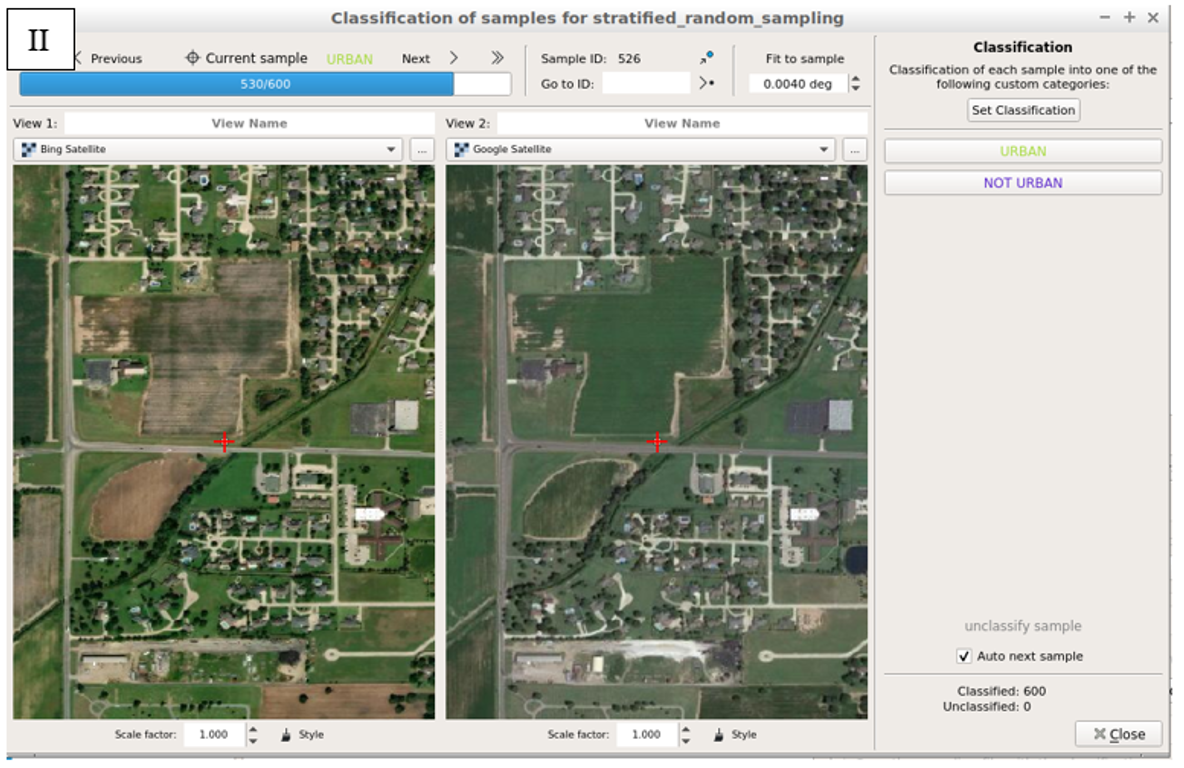 Classification of samples for stratified_random_sampling
II
Previous Current sample URBAN Next
Sample ID: 526
Fit to sample
530/600
Go to ID:
0.0040 deg
View 1: View Name
View 2: View Name
Bing Satellite
...
Google Satellite
...
Scale factor: 1.000 Style
Scale factor: 1.000 Style
Classification
Classification of each sample into one of the
following custom categories:
Set Classification
URBAN
NOT URBAN
unclassify sample
Auto next sample
Classified: 600
Unclassified: 0
Close